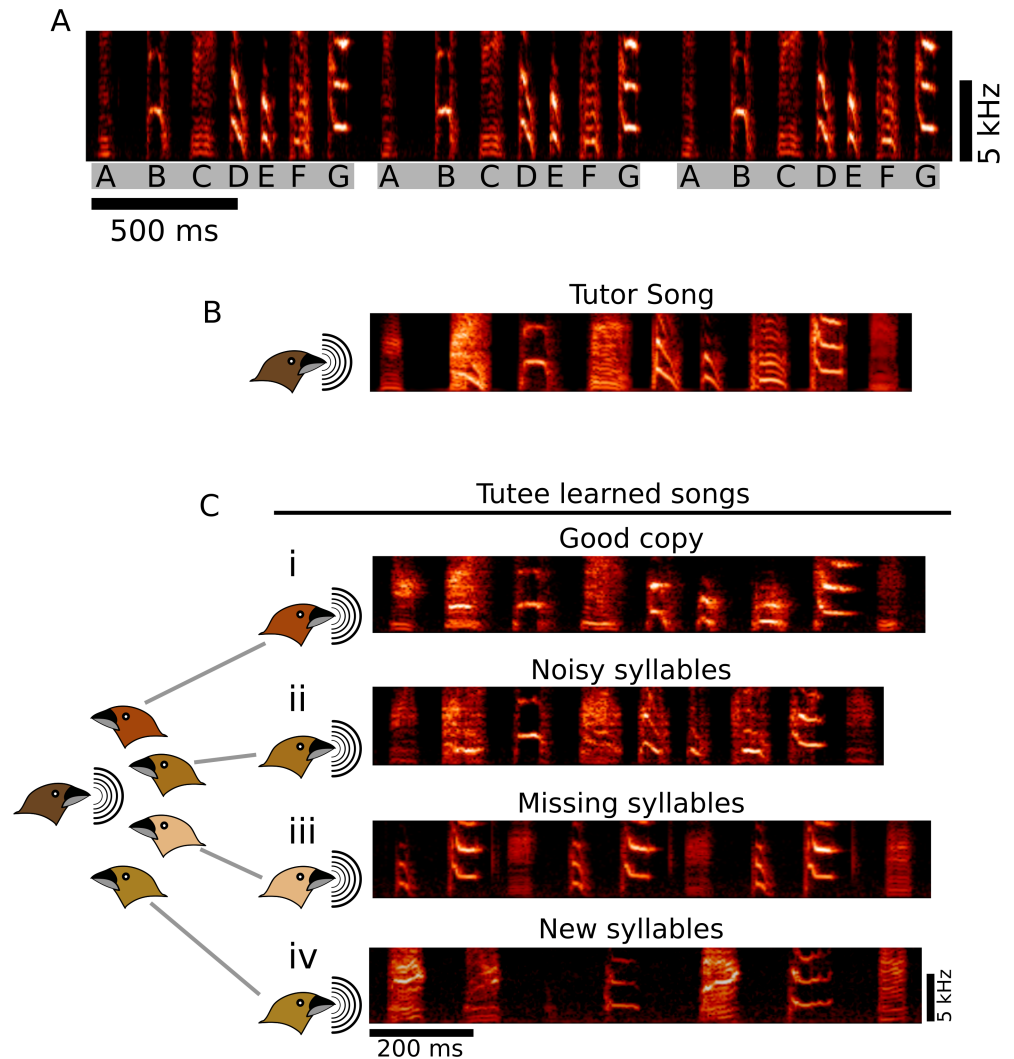 A
5 kHz
A B C D E F G A B C D E F G A B C D E F G
500 ms
B
Tutor Song
C
Tutee learned songs
i
Good copy
ii
Noisy syllables
iii
Missing syllables
iv
New syllables
5 kHz
200 ms